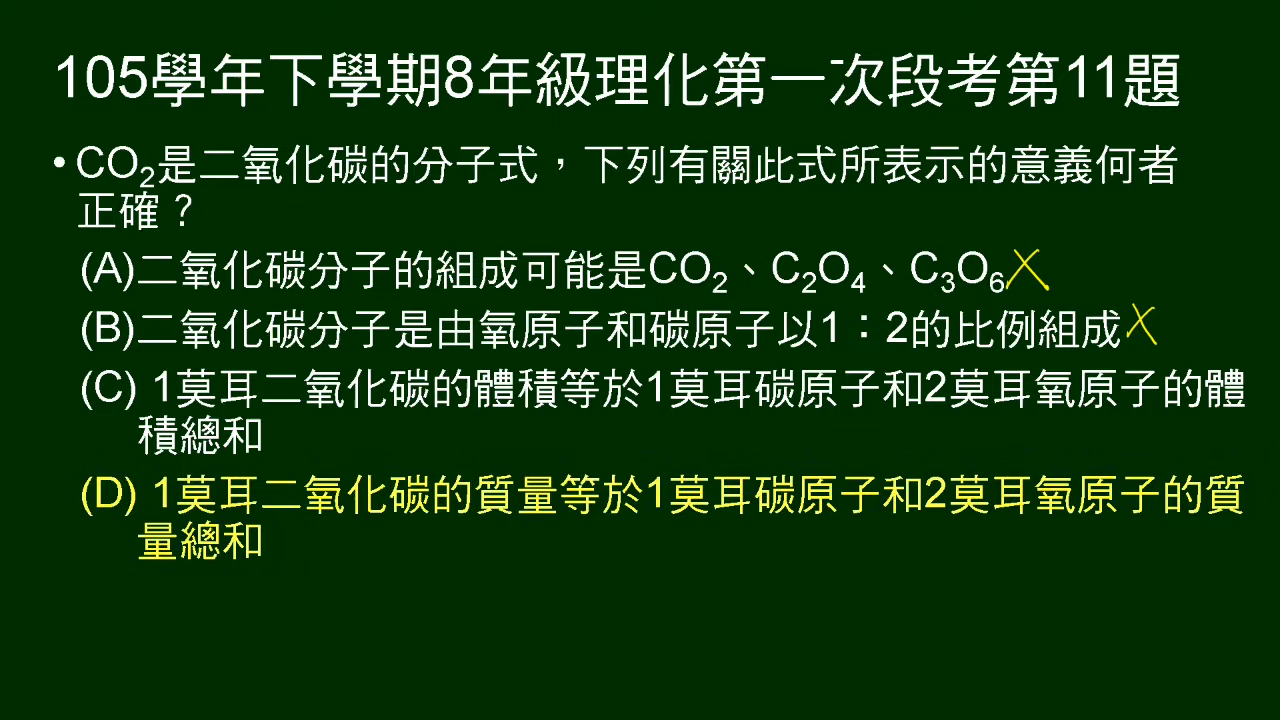 105學年下學期8年級理化第一次段考第11題
• CO₂是二氧化碳的分子式，下列有關此式所表示的意義何者
正確？
(A)二氧化碳分子的組成可能是CO₂、C₂O₄、C₃O₆ X
(B)二氧化碳分子是由氧原子和碳原子以1：2的比例組成 X
(C) 1莫耳二氧化碳的體積等於1莫耳碳原子和2莫耳氧原子的體
積總和
(D) 1莫耳二氧化碳的質量等於1莫耳碳原子和2莫耳氧原子的質
量總和